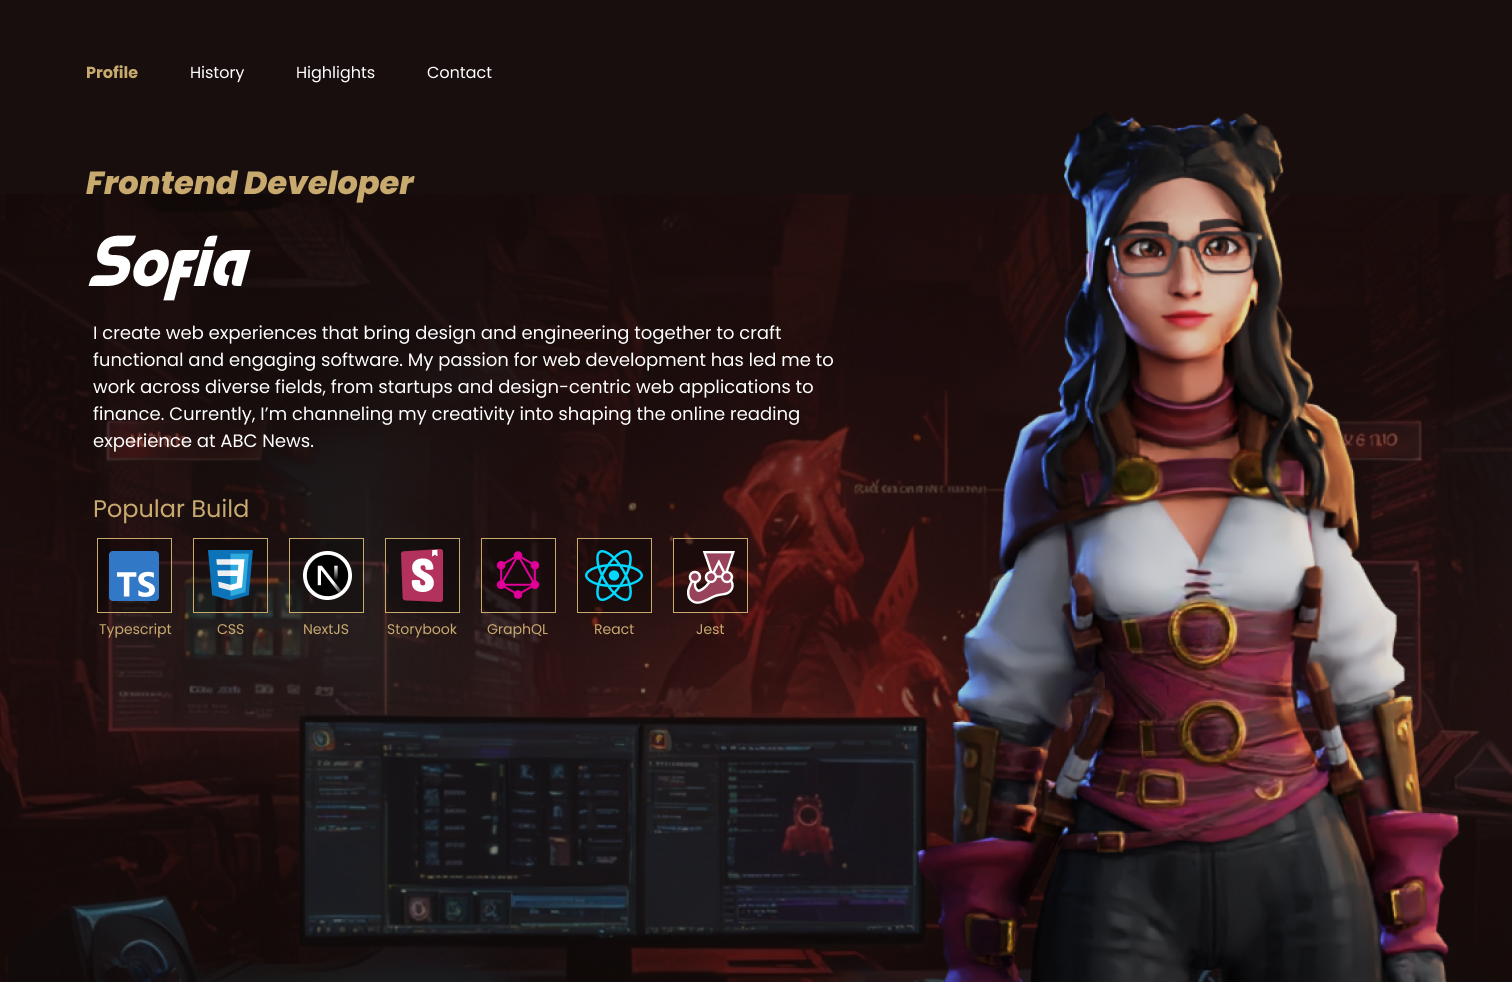 Profile History Highlights Contact
Frontend Developer
Sofia
I create web experiences that bring design and engineering together to craft
functional and engaging software. My passion for web development has led me to
work across diverse fields, from startups and design-centric web applications to
finance. Currently, I’m channeling my creativity into shaping the online reading
experience at ABC News.
Popular Build
TS 3 N S
Typescript CSS NextJS Storybook GraphQL React Jest